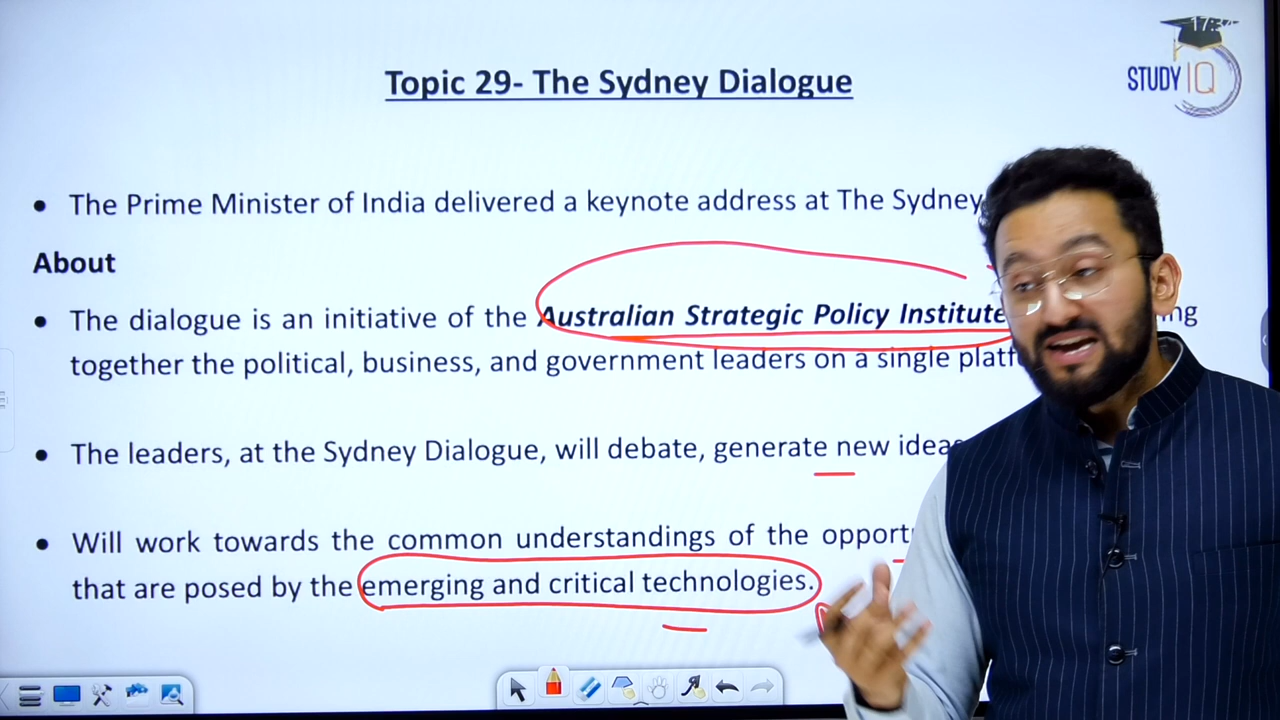 17:34
STUDY IQ
Topic 29- The Sydney Dialogue
• The Prime Minister of India delivered a keynote address at The Sydney
About
• The dialogue is an initiative of the Australian Strategic Policy Institute
together the political, business, and government leaders on a single
• The leaders, at the Sydney Dialogue, will debate, generate new
• Will work towards the common understandings of the
that are posed by the emerging and critical technologies.